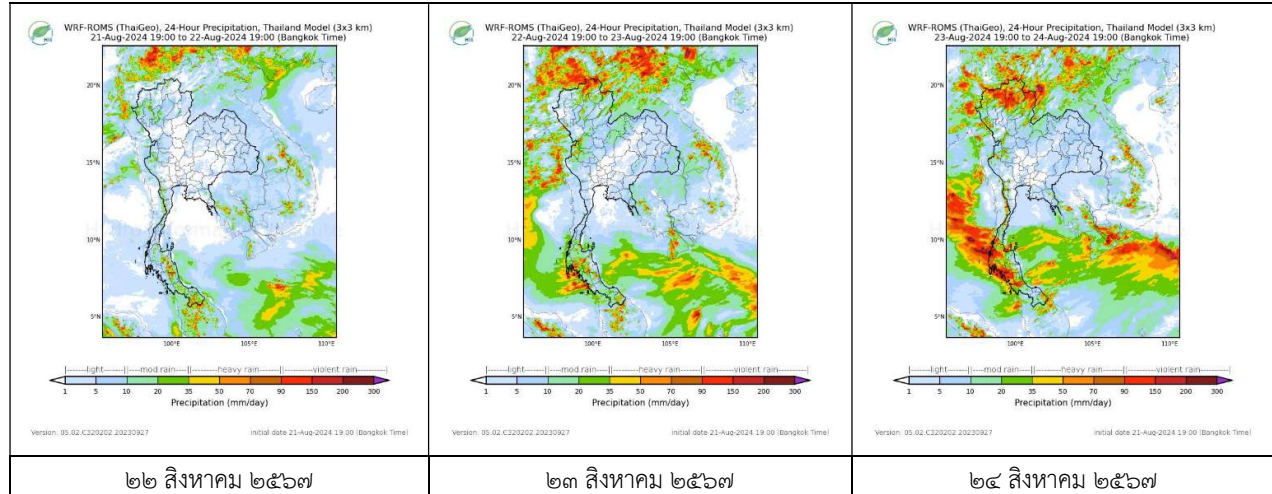 WRF-ROMS (ThaiGeo), 24-Hour Precipitation, Thailand Model (3x3 km)
21-Aug-2024 19:00 to 22-Aug-2024 19:00 (Bangkok Time)
20°N
15°N
10°N
5°N
100°E 105°E 110°E
|-------light-------||----mod rain----||-------heavy rain-------||-------violent rain-------|
1 5 10 20 35 50 70 90 150 200 300
Precipitation (mm/day)
Version: 05.02.C320202.20230927 initial date 21-Aug-2024 19:00 (Bangkok Time)
๒๒ สิงหาคม ๒๕๖๗
WRF-ROMS (ThaiGeo), 24-Hour Precipitation, Thailand Model (3x3 km)
22-Aug-2024 19:00 to 23-Aug-2024 19:00 (Bangkok Time)
20°N
15°N
10°N
5°N
100°E 105°E 110°E
|-------light-------||----mod rain----||-------heavy rain-------||-------violent rain-------|
1 5 10 20 35 50 70 90 150 200 300
Precipitation (mm/day)
Version: 05.02.C320202.20230927 initial date 21-Aug-2024 19:00 (Bangkok Time)
๒๓ สิงหาคม ๒๕๖๗
WRF-ROMS (ThaiGeo), 24-Hour Precipitation, Thailand Model (3x3 km)
23-Aug-2024 19:00 to 24-Aug-2024 19:00 (Bangkok Time)
20°N
15°N
10°N
5°N
100°E 105°E 110°E
|-------light-------||----mod rain----||-------heavy rain-------||-------violent rain-------|
1 5 10 20 35 50 70 90 150 200 300
Precipitation (mm/day)
Version: 05.02.C320202.20230927 initial date 21-Aug-2024 19:00 (Bangkok Time)
๒๔ สิงหาคม ๒๕๖๗